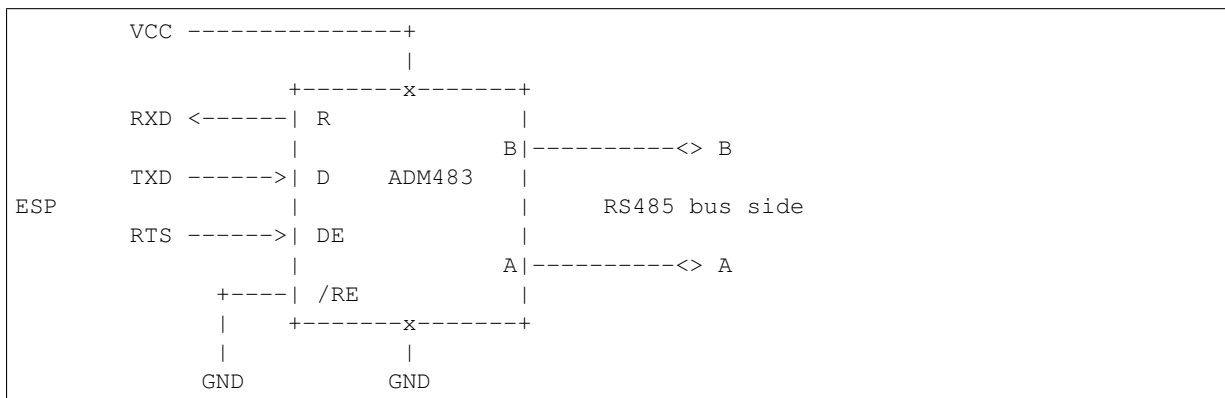 VCC ---------------+
|
+-------x-------+
RXD <------| R |
| B|----------<> B
TXD ------>| D ADM483 |
ESP | | RS485 bus side
RTS ------>| DE |
| A|----------<> A
+----| /RE |
| +-------x-------+
| |
GND GND